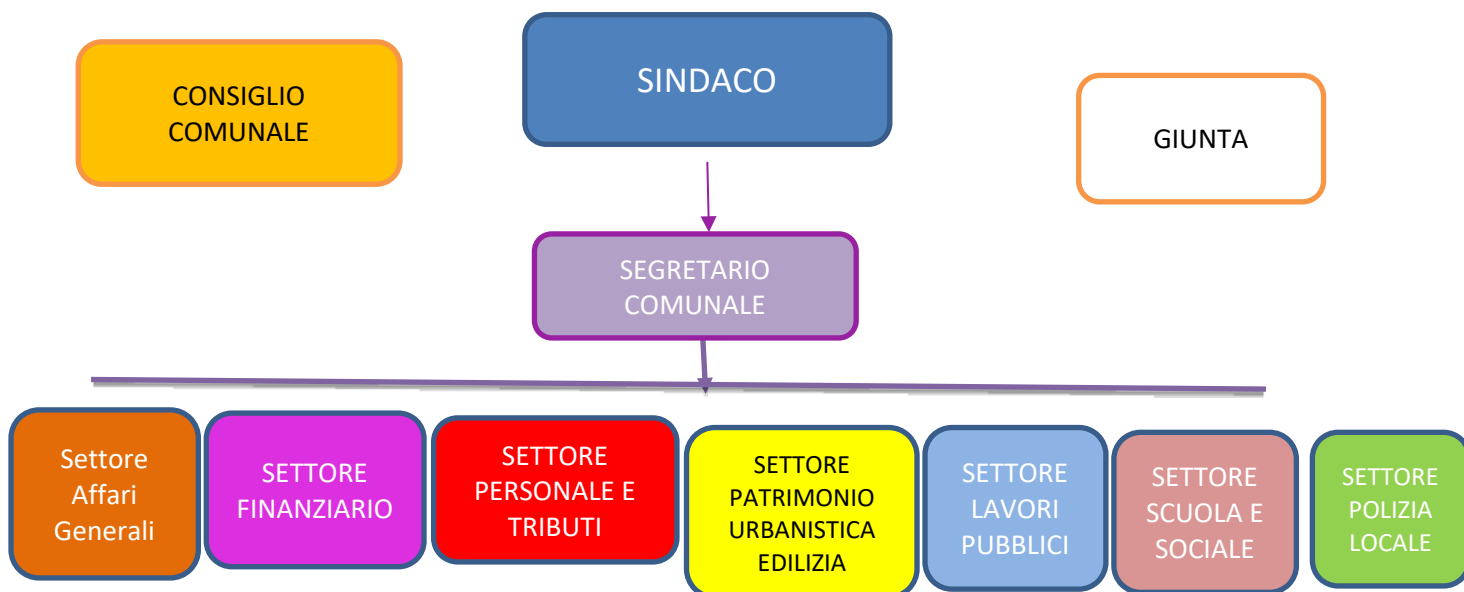 CONSIGLIO
COMUNALE
SINDACO
GIUNTA
SEGRETARIO
COMUNALE
Settore
Affari
Generali
SETTORE
FINANZIARIO
SETTORE
PERSONALE E
TRIBUTI
SETTORE
PATRIMONIO
URBANISTICA
EDILIZIA
SETTORE
LAVORI
PUBBLICI
SETTORE
SCUOLA E
SOCIALE
SETTORE
POLIZIA
LOCALE